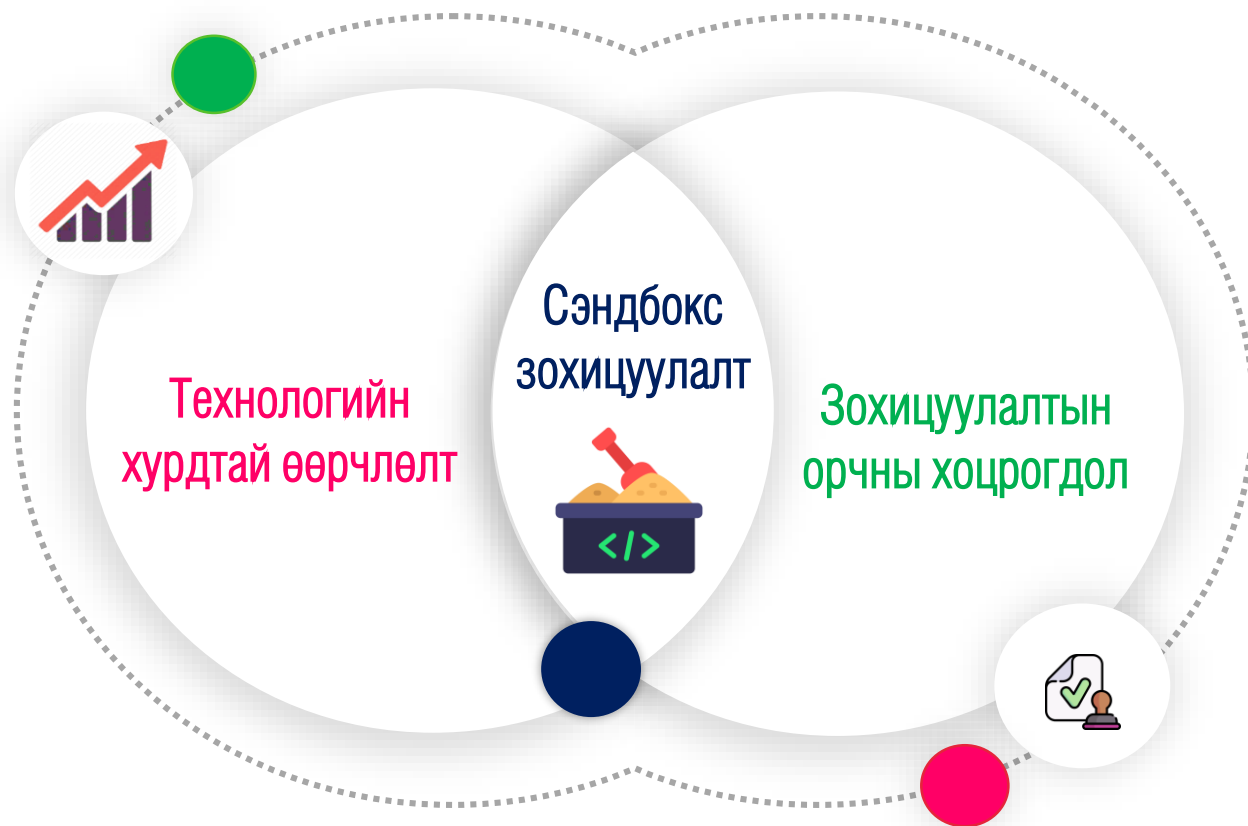 Сэндбокс
зохицуулалт
Технологийн
хурдтай өөрчлөлт
Зохицуулалтын
орчны хоцрогдол
</>